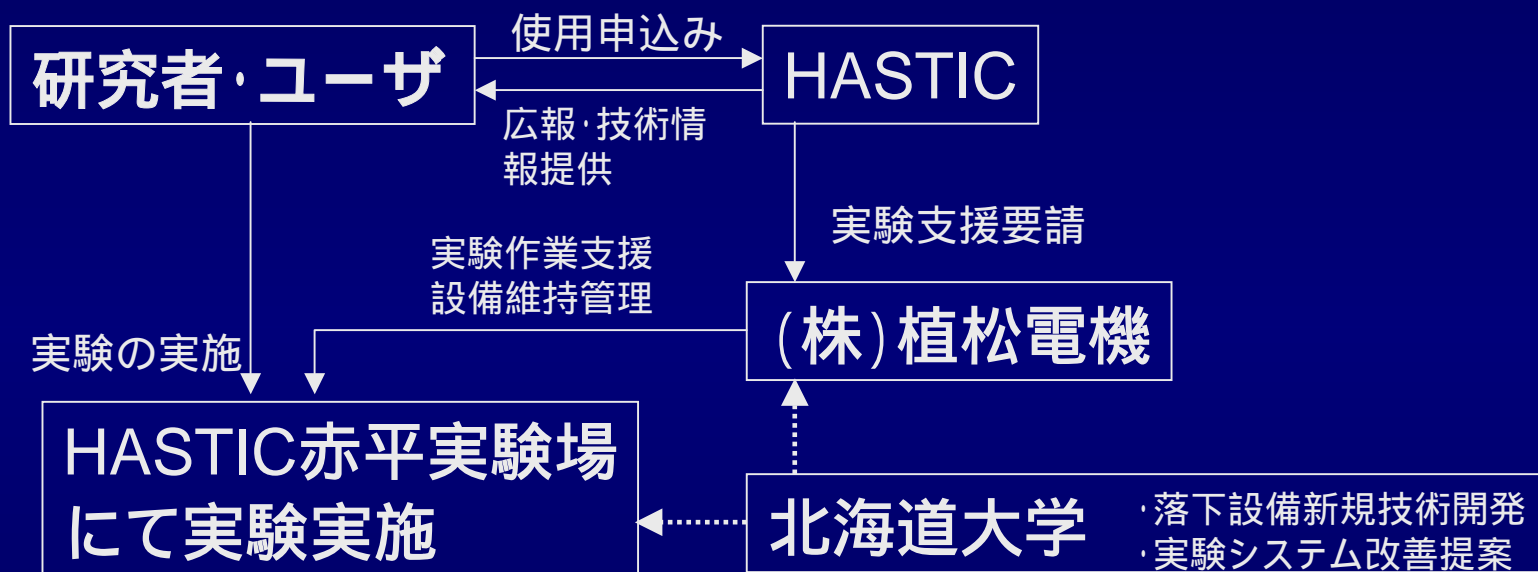 使用申込み
研究者・ユーザ
HASTIC
広報・技術情
報提供
実験支援要請
実験作業支援
設備維持管理
(株)植松電機
実験の実施
HASTIC赤平実験場
にて実験実施
北海道大学
・落下設備新規技術開発
・実験システム改善提案